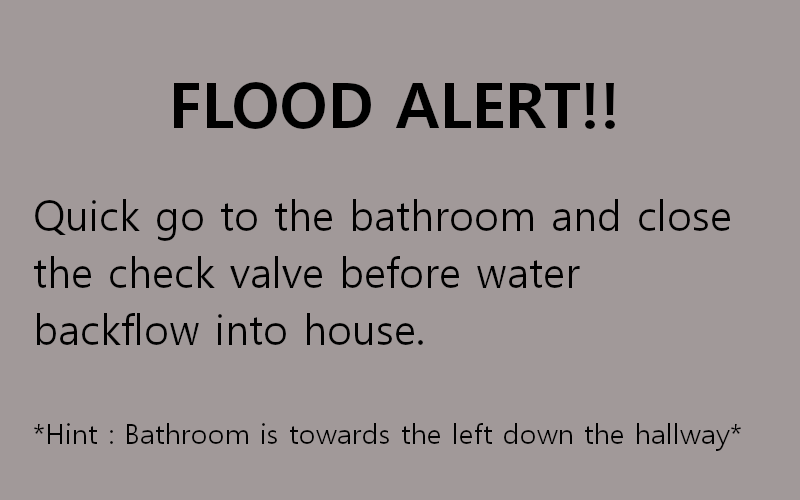 FLOOD ALERT!!
Quick go to the bathroom and close
the check valve before water
backflow into house.
*Hint : Bathroom is towards the left down the hallway*